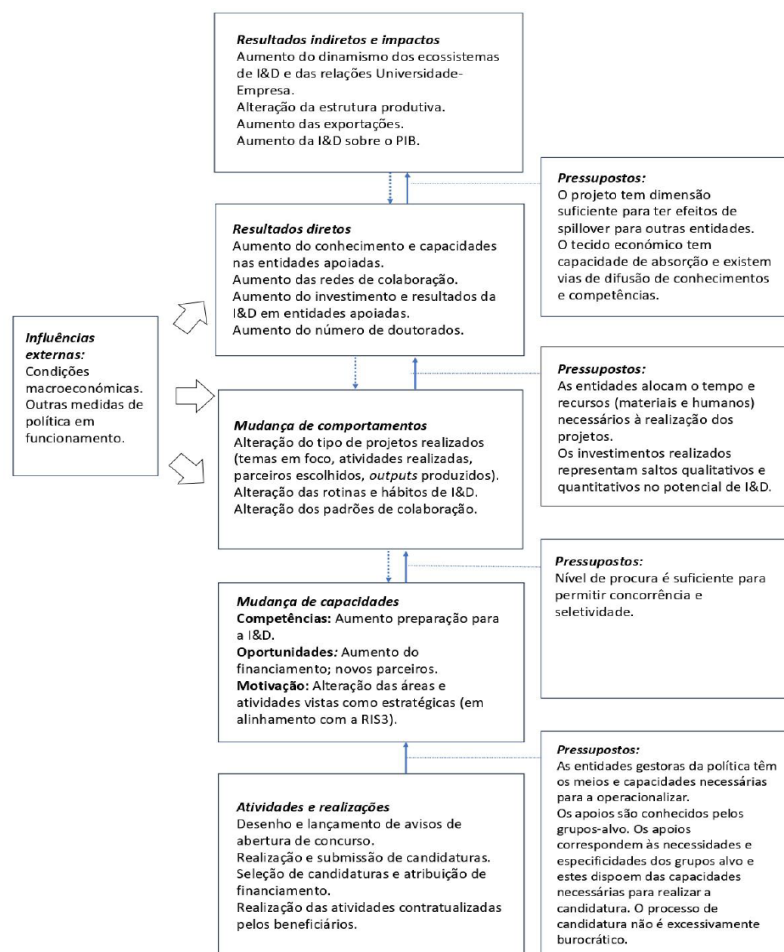 Resultados indiretos e impactos
Aumento do dinamismo dos ecossistemas
de I&D e das relações Universidade-
Empresa.
Alteração da estrutura produtiva.
Aumento das exportações.
Aumento da I&D sobre o PIB.
Pressupostos:
O projeto tem dimensão
suficiente para ter efeitos de
spillover para outras entidades.
O tecido económico tem
capacidade de absorção e existem
vias de difusão de conhecimentos
e competências.
Resultados diretos
Aumento do conhecimento e capacidades
nas entidades apoiadas.
Aumento das redes de colaboração.
Aumento do investimento e resultados da
I&D em entidades apoiadas.
Aumento do número de doutorados.
Influências
externas:
Condições
macroeconómicas.
Outras medidas de
política em
funcionamento.
Pressupostos:
As entidades alocam o tempo e
recursos (materiais e humanos)
necessários à realização dos
projetos.
Os investimentos realizados
representam saltos qualitativos e
quantitativos no potencial de I&D.
Mudança de comportamentos
Alteração do tipo de projetos realizados
(temas em foco, atividades realizadas,
parceiros escolhidos, outputs produzidos).
Alteração das rotinas e hábitos de I&D.
Alteração dos padrões de colaboração.
Pressupostos:
Nível de procura é suficiente para
permitir concorrência e
seletividade.
Mudança de capacidades
Competências: Aumento preparação para
a I&D.
Oportunidades: Aumento do
financiamento; novos parceiros.
Motivação: Alteração das áreas e
atividades vistas como estratégicas (em
alinhamento com a RIS3).
Pressupostos:
As entidades gestoras da política têm
os meios e capacidades necessárias
para a operacionalizar.
Os apoios são conhecidos pelos
grupos-alvo. Os apoios
correspondem às necessidades e
especificidades dos grupos alvo e
estes dispoem das capacidades
necessárias para realizar a
candidatura. O processo de
candidatura não é excessivamente
burocrático.
Atividades e realizações
Desenho e lançamento de avisos de
abertura de concurso.
Realização e submissão de candidaturas.
Seleção de candidaturas e atribuição de
financiamento.
Realização das atividades contratualizadas
pelos beneficiários.